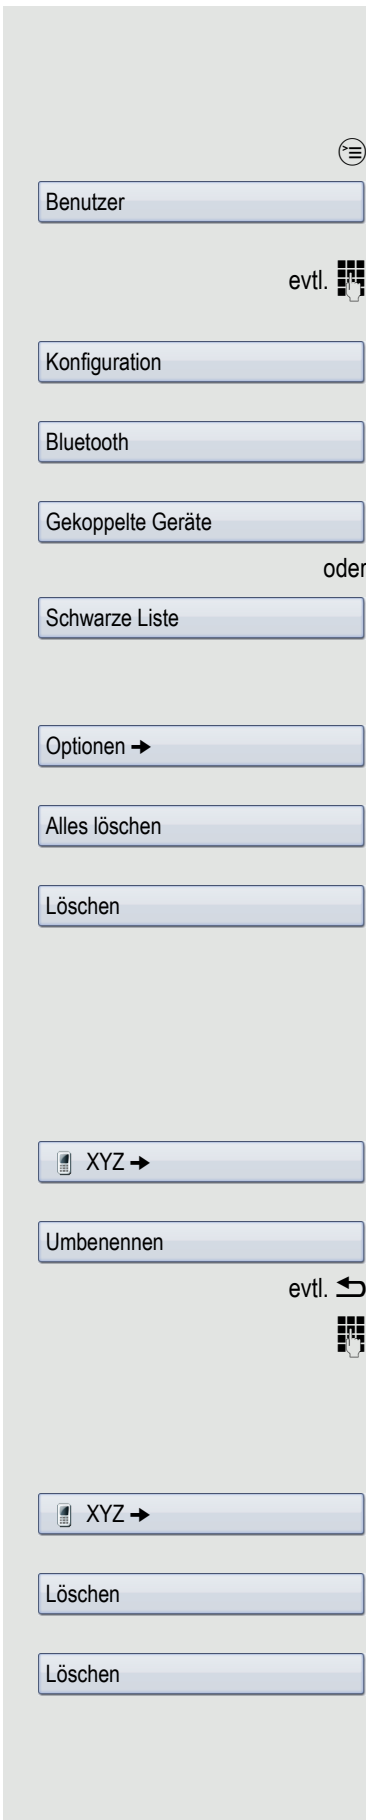 Benutzer
evtl.
Konfiguration
Bluetooth
Gekoppelte Geräte
oder
Schwarze Liste
Optionen →
Alles löschen
Löschen
XYZ →
Umbenennen
evtl.
XYZ →
Löschen
Löschen